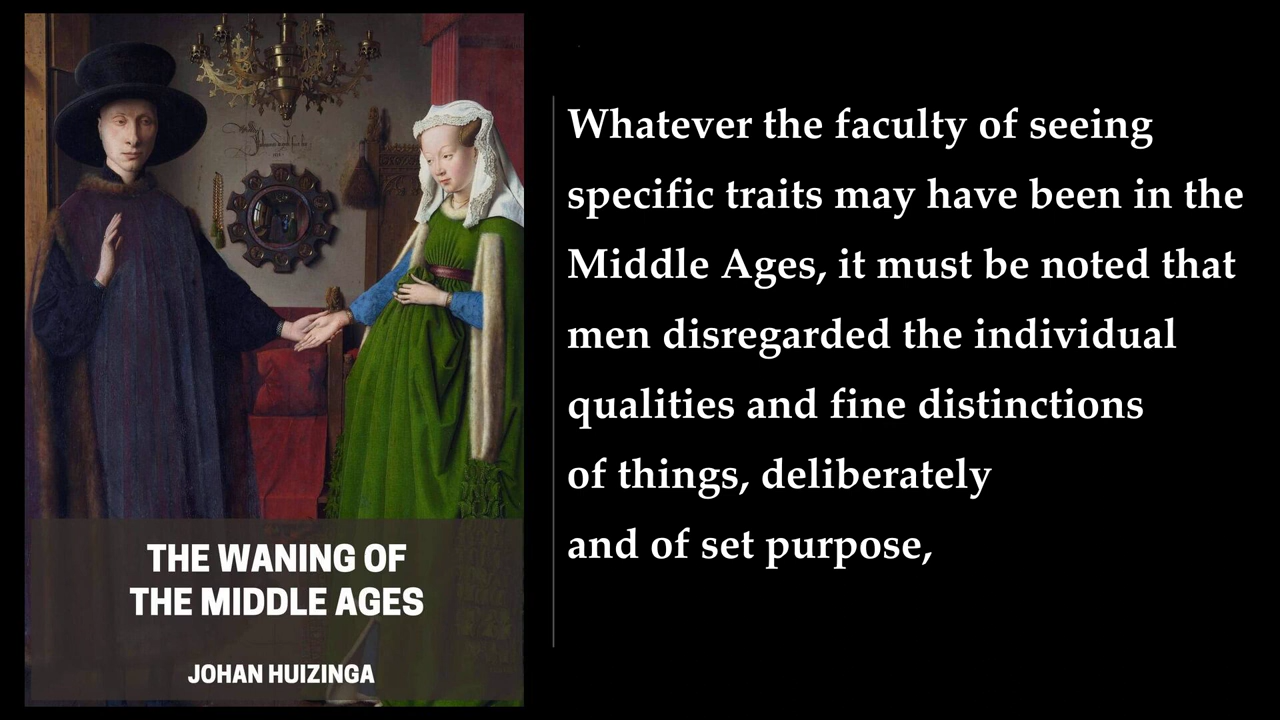 THE WANING OF
THE MIDDLE AGES
JOHAN HUIZINGA
Whatever the faculty of seeing
specific traits may have been in the
Middle Ages, it must be noted that
men disregarded the individual
qualities and fine distinctions
of things, deliberately
and of set purpose,